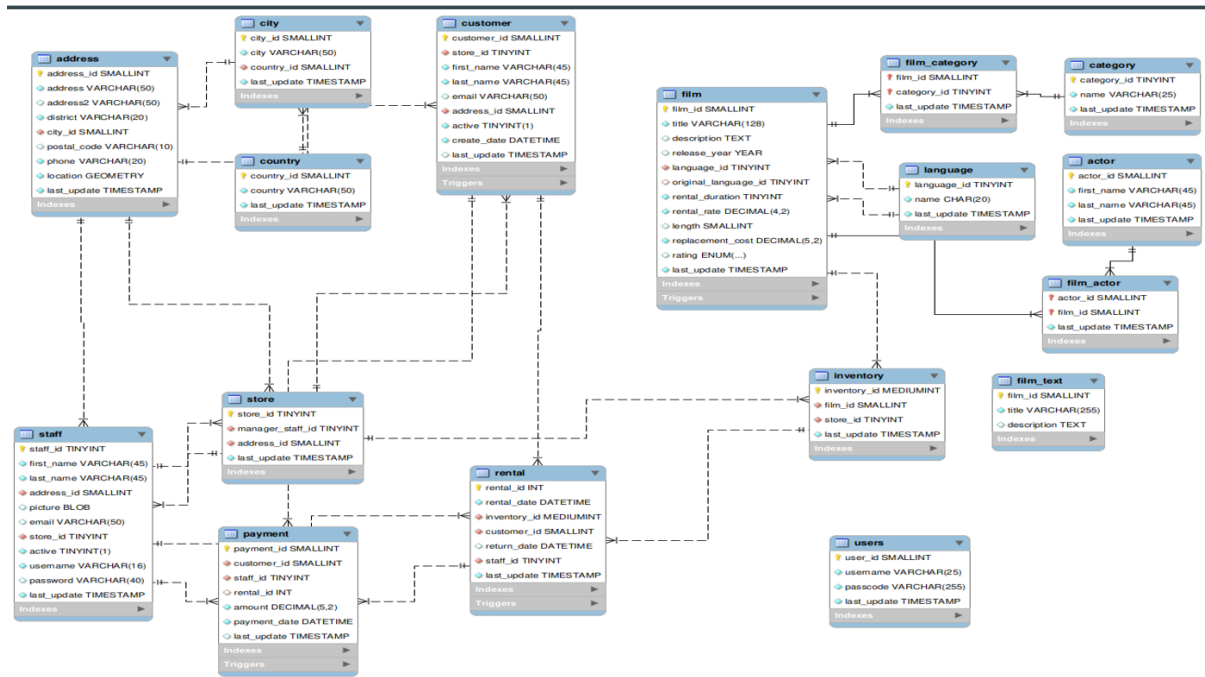 city
city_id SMALLINT
city VARCHAR(50)
country_id SMALLINT
last_update TIMESTAMP
Indexes
customer
customer_id SMALLINT
store_id TINYINT
first_name VARCHAR(45)
last_name VARCHAR(45)
email VARCHAR(50)
address_id SMALLINT
active TINYINT(1)
create_date DATETIME
last_update TIMESTAMP
Indexes
Triggers
address
address_id SMALLINT
address VARCHAR(50)
address2 VARCHAR(50)
district VARCHAR(20)
city_id SMALLINT
postal_code VARCHAR(10)
phone VARCHAR(20)
location GEOMETRY
last_update TIMESTAMP
Indexes
country
country_id SMALLINT
country VARCHAR(50)
last_update TIMESTAMP
Indexes
film
film_id SMALLINT
title VARCHAR(128)
description TEXT
release_year YEAR
language_id TINYINT
original_language_id TINYINT
rental_duration TINYINT
rental_rate DECIMAL(4,2)
length SMALLINT
replacement_cost DECIMAL(5,2)
rating ENUM(...)
last_update TIMESTAMP
Indexes
Triggers
film_category
film_id SMALLINT
category_id TINYINT
last_update TIMESTAMP
Indexes
category
category_id TINYINT
name VARCHAR(25)
last_update TIMESTAMP
Indexes
language
language_id TINYINT
name CHAR(20)
last_update TIMESTAMP
Indexes
actor
actor_id SMALLINT
first_name VARCHAR(45)
last_name VARCHAR(45)
last_update TIMESTAMP
Indexes
film_actor
actor_id SMALLINT
film_id SMALLINT
last_update TIMESTAMP
Indexes
staff
staff_id TINYINT
first_name VARCHAR(45)
last_name VARCHAR(45)
address_id SMALLINT
picture BLOB
email VARCHAR(50)
store_id TINYINT
active TINYINT(1)
username VARCHAR(16)
password VARCHAR(40)
last_update TIMESTAMP
Indexes
store
store_id TINYINT
manager_staff_id TINYINT
address_id SMALLINT
last_update TIMESTAMP
Indexes
payment
payment_id SMALLINT
customer_id SMALLINT
staff_id TINYINT
rental_id INT
amount DECIMAL(5,2)
payment_date DATETIME
last_update TIMESTAMP
Indexes
Triggers
rental
rental_id INT
rental_date DATETIME
inventory_id MEDIUMINT
customer_id SMALLINT
return_date DATETIME
staff_id TINYINT
last_update TIMESTAMP
Indexes
Triggers
inventory
inventory_id MEDIUMINT
film_id SMALLINT
store_id TINYINT
last_update TIMESTAMP
Indexes
film_text
film_id SMALLINT
title VARCHAR(255)
description TEXT
Indexes
users
user_id SMALLINT
username VARCHAR(25)
passcode VARCHAR(255)
last_update TIMESTAMP
Indexes